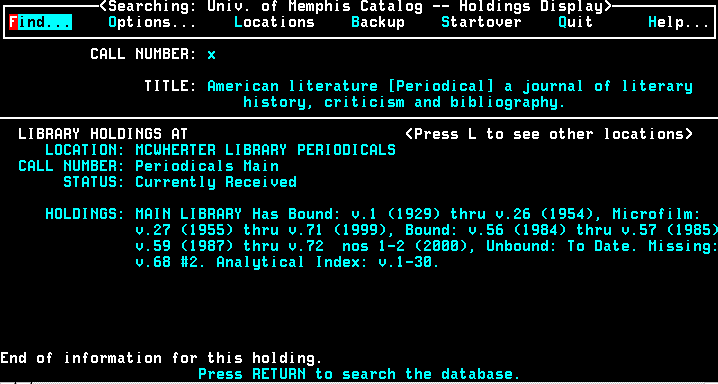 <Searching: Univ. of Memphis Catalog -- Holdings Display>
Find... Options... Locations Backup Startover Quit Help...
CALL NUMBER: x
TITLE: American literature [Periodical] a journal of literary
history, criticism and bibliography.
LIBRARY HOLDINGS AT <Press L to see other locations>
LOCATION: MCWHERTER LIBRARY PERIODICALS
CALL NUMBER: Periodicals Main
STATUS: Currently Received
HOLDINGS: MAIN LIBRARY Has Bound: v.1 (1929) thru v.26 (1954), Microfilm:
v.27 (1955) thru v.71 (1999), Bound: v.56 (1984) thru v.57 (1985)
v.59 (1987) thru v.72 nos 1-2 (2000), Unbound: To Date. Missing:
v.68 #2. Analytical Index: v.1-30.
End of information for this holding.
Press RETURN to search the database.